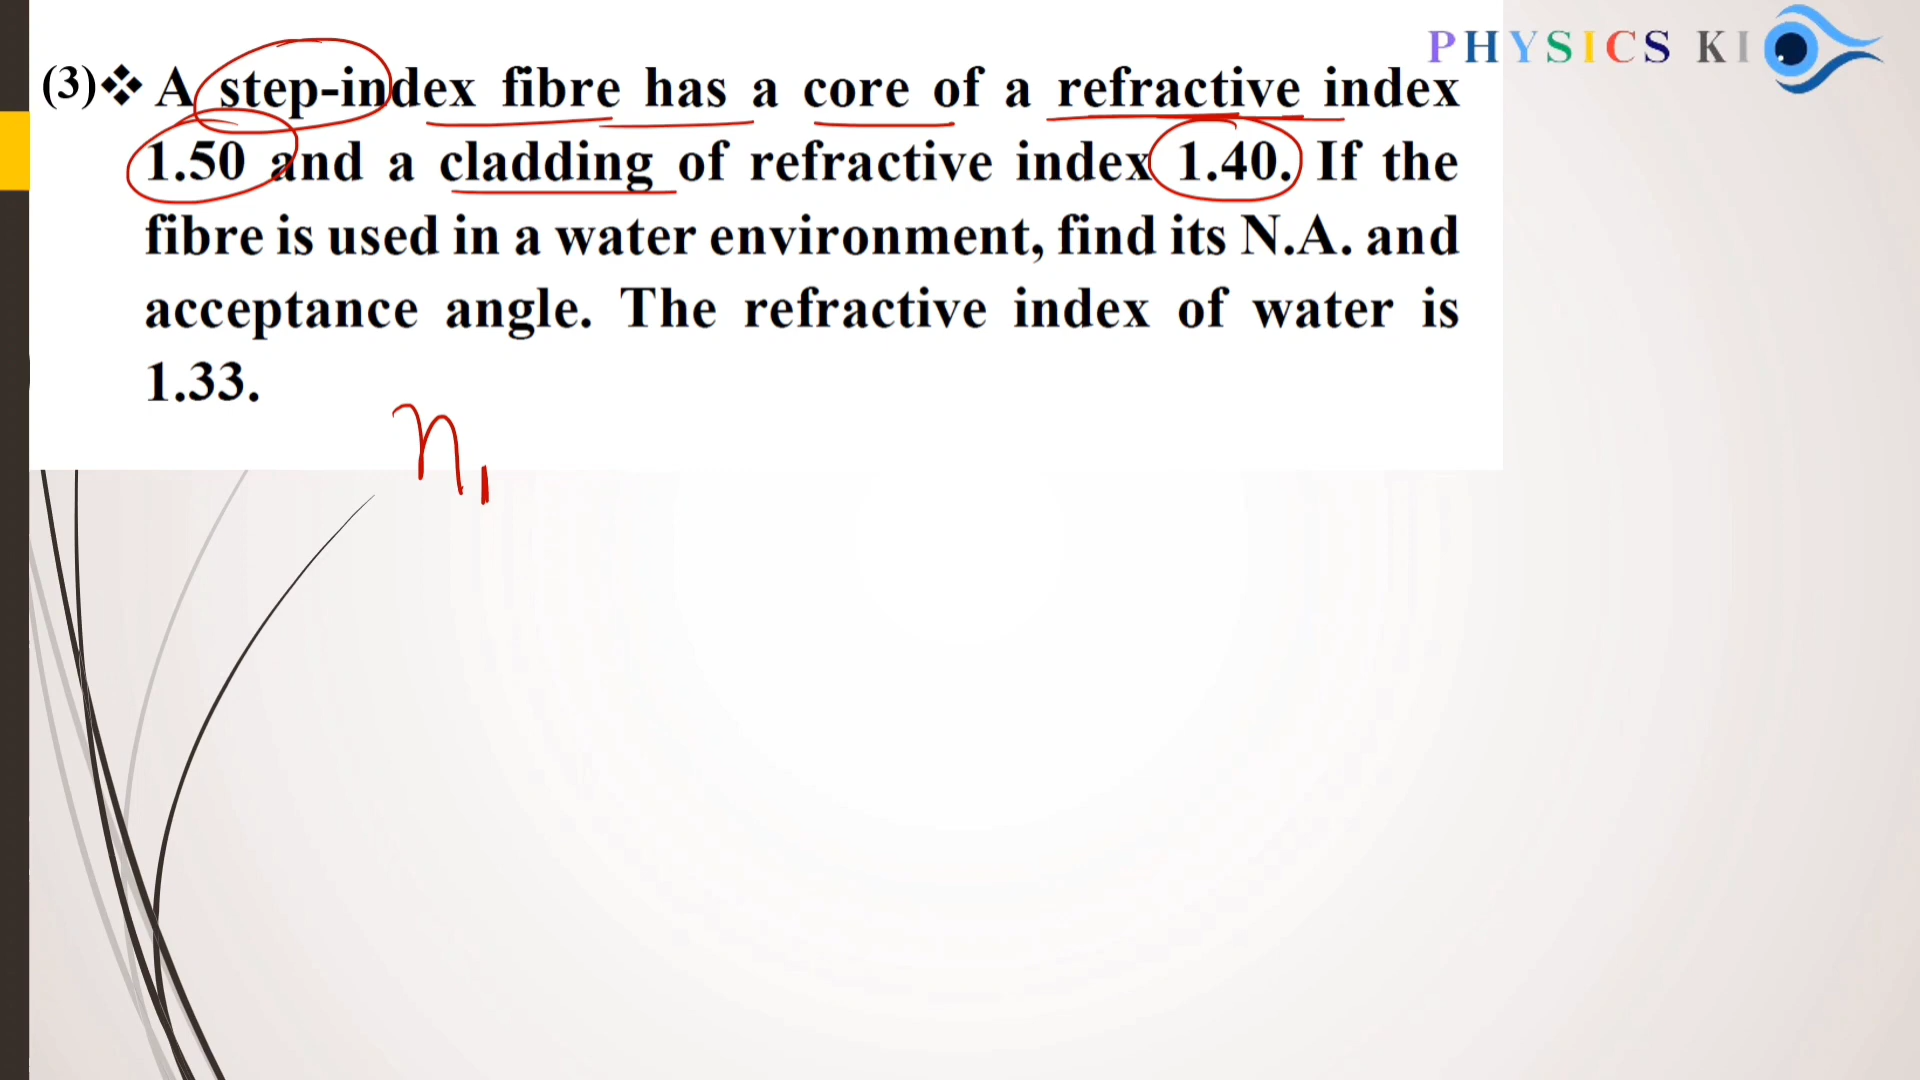 PHYSICS KI
(3)❖ A step-index fibre has a core of a refractive index
1.50 and a cladding of refractive index 1.40. If the
fibre is used in a water environment, find its N.A. and
acceptance angle. The refractive index of water is
1.33.
n₁